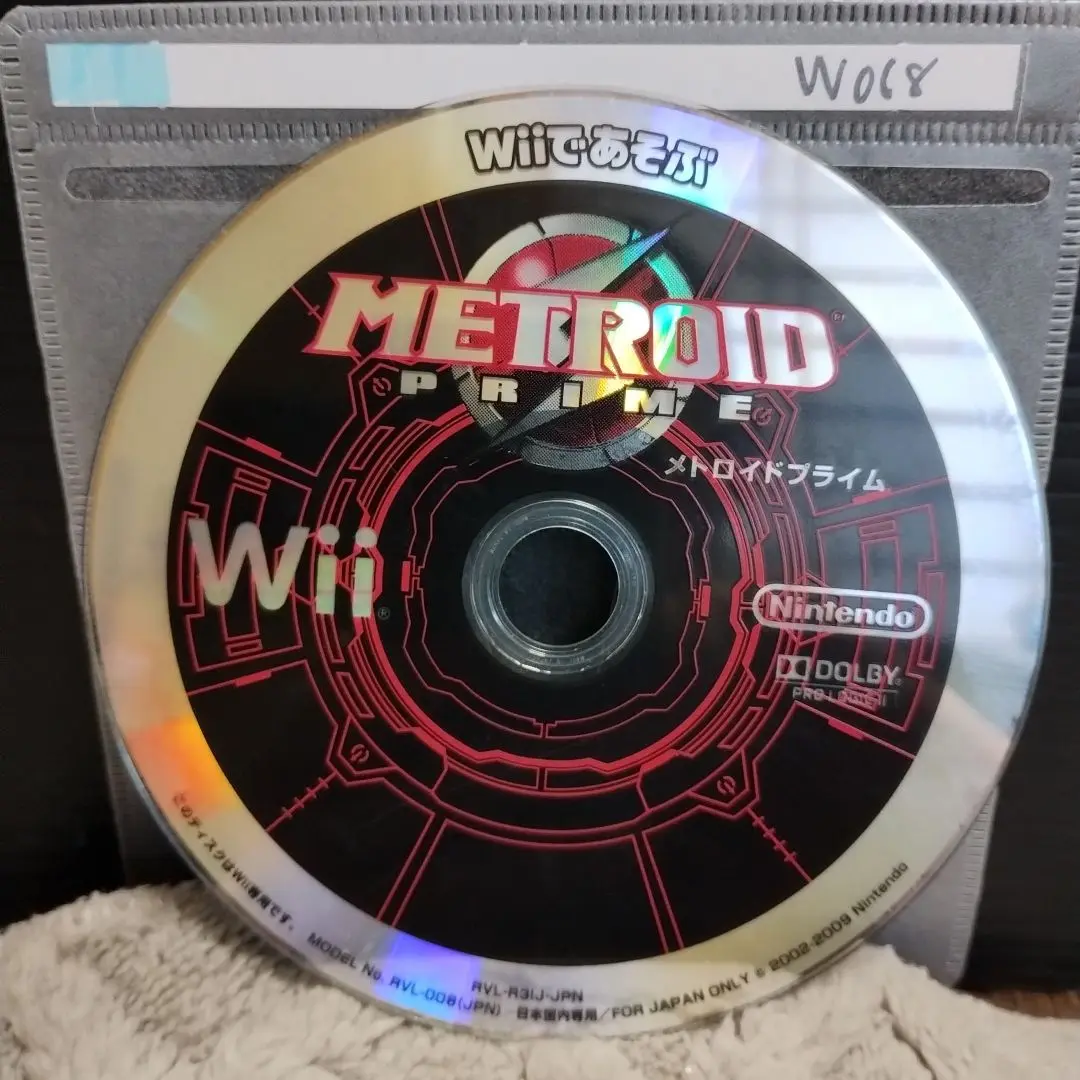 W068
Wiiであそぶ
METROID®
PRIME
メトロイドプライム
Wii®
Nintendo®
DOLBY®
PRO LOGIC II
このディスクはWii専用です。
MODEL No. RVL-006(JPN)
RVL-R3IJ-JPN
日本国内専用/FOR JAPAN ONLY © 2002-2009 Nintendo